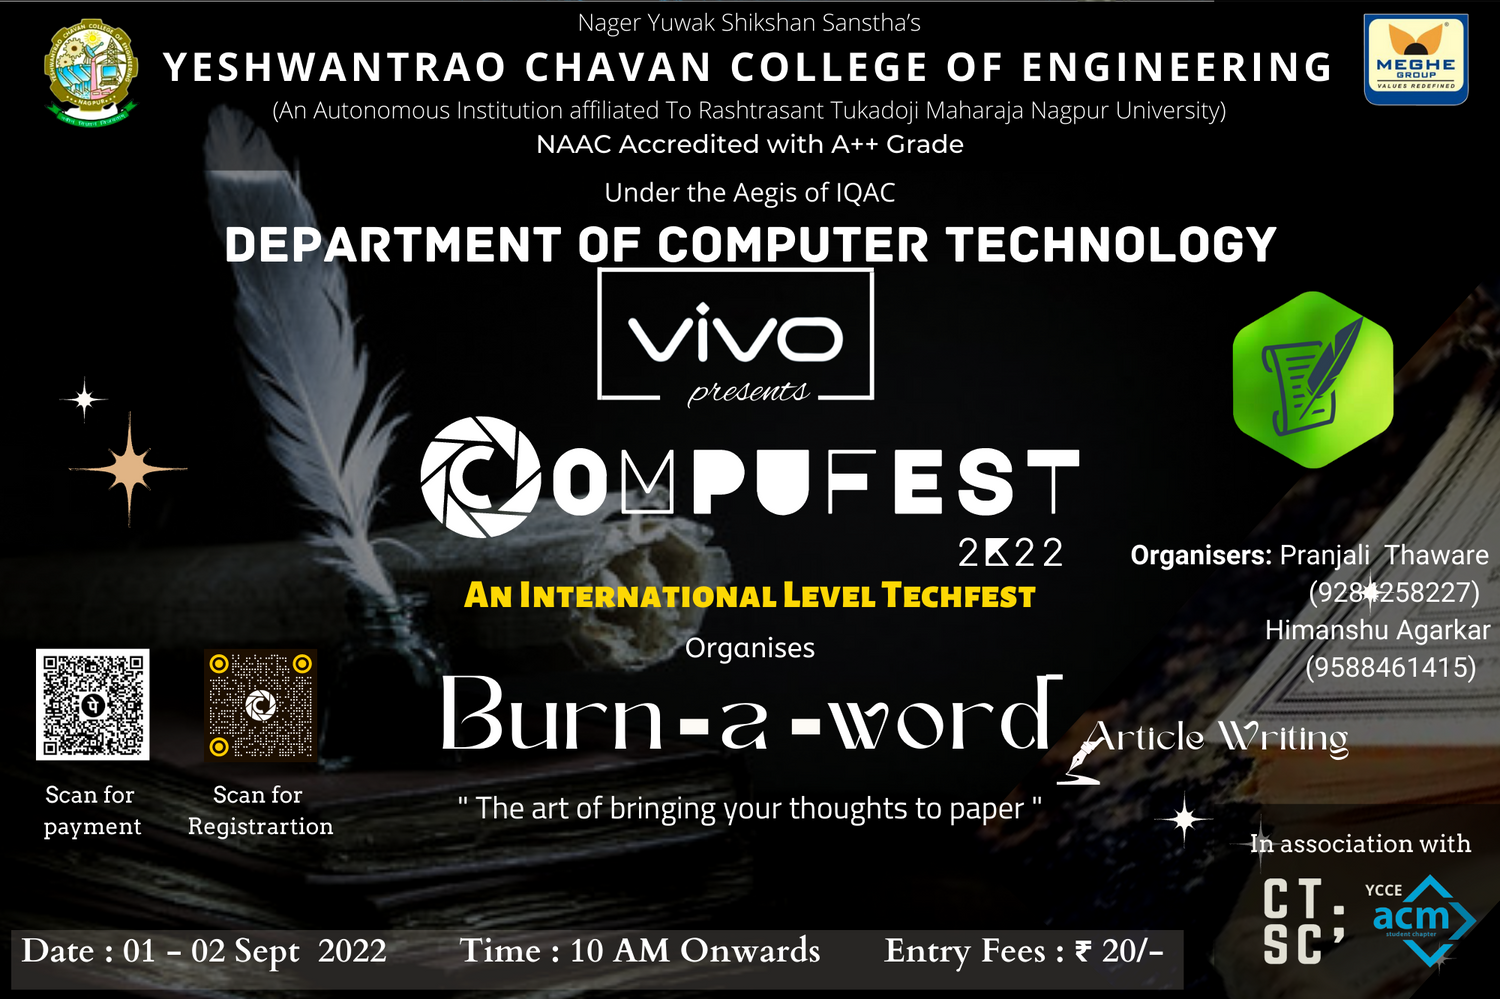 Nager Yuwak Shikshan Sanstha's
YESHWANTRAO CHAVAN COLLEGE OF ENGINEERING
(An Autonomous Institution affiliated To Rashtrasant Tukadoji Maharaja Nagpur University)
NAAC Accredited with A++ Grade
Under the Aegis of IQAC
DEPARTMENT OF COMPUTER TECHNOLOGY
MEGHE
GROUP
VALUES REDEFINED
vivo
presents
COMPUFEST
2K22
AN INTERNATIONAL LEVEL TECHFEST
Organises
Burn-a-word
Article Writing
" The art of bringing your thoughts to paper "
Organisers: Pranjali Thaware
Himanshu Agarkar
(9588461415)
Scan for
payment
Scan for
Registrartion
In association with
CT;
SC
YCCE
acm
student chapter
Date : 01 - 02 Sept 2022
Time : 10 AM Onwards
Entry Fees : ₹ 20/-